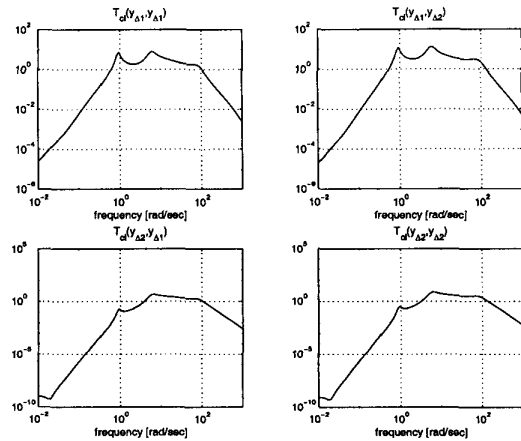 T_cl(y_Δ1,y_Δ1)
10^2
10^0
10^-2
10^-4
10^-6
10^-2 10^0 10^2
frequency [rad/sec]
T_cl(y_Δ1,y_Δ2)
10^2
10^0
10^-2
10^-4
10^-6
10^-2 10^0 10^2
frequency [rad/sec]
T_cl(y_Δ2,y_Δ1)
10^5
10^0
10^-5
10^-10
10^-2 10^0 10^2
frequency [rad/sec]
T_cl(y_Δ2,y_Δ2)
10^5
10^0
10^-5
10^-10
10^-2 10^0 10^2
frequency [rad/sec]